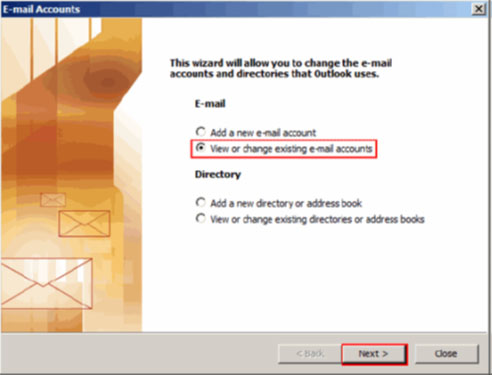 E-mail Accounts
This wizard will allow you to change the e-mail
accounts and directories that Outlook uses.
E-mail
Add a new e-mail account
View or change existing e-mail accounts
Directory
Add a new directory or address book
View or change existing directories or address books
< Back
Next >
Close